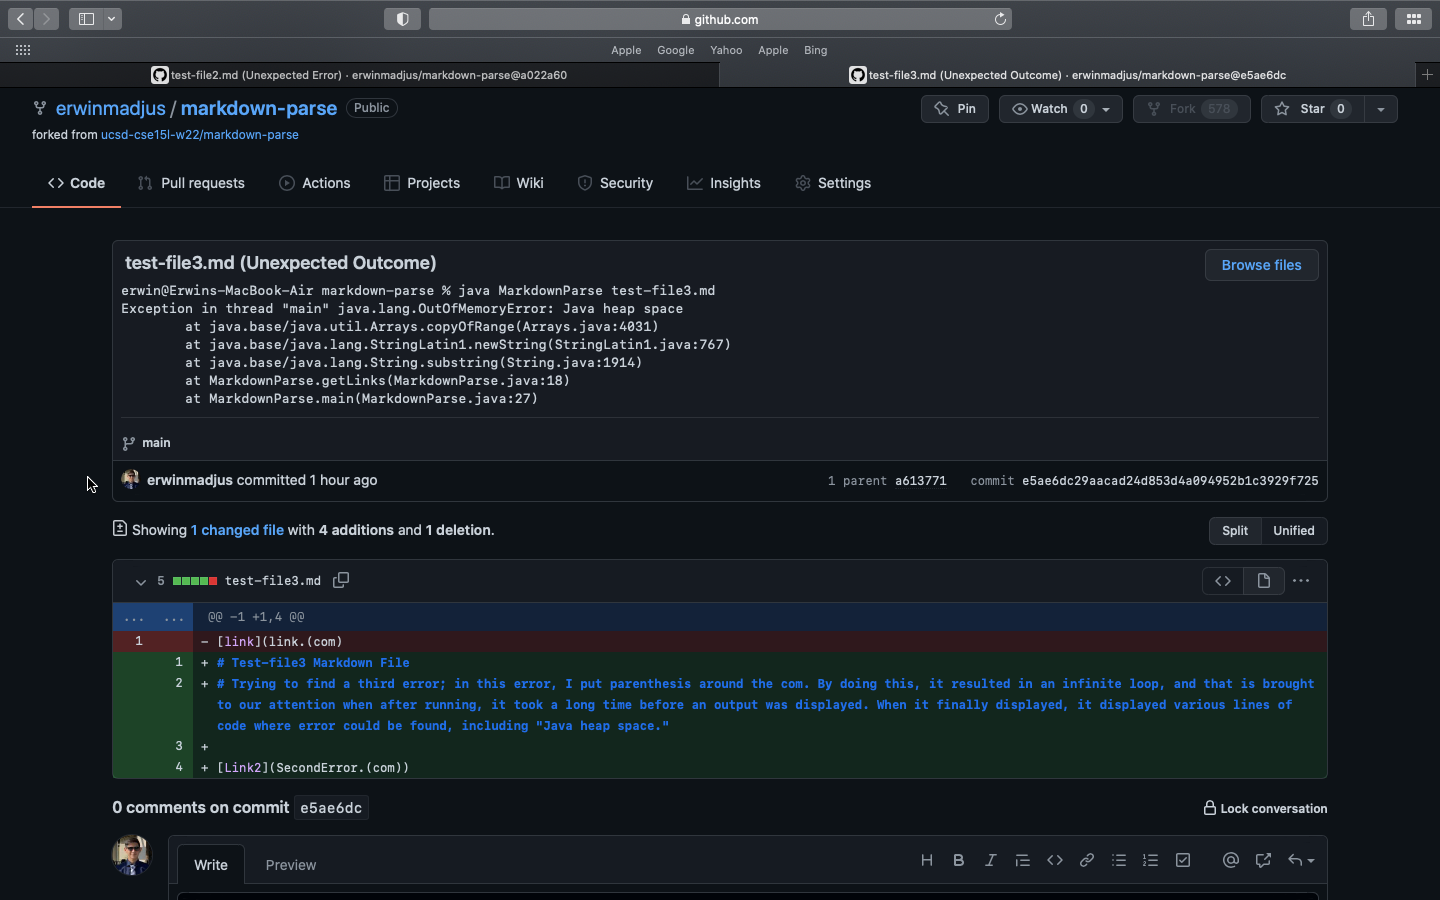 github.com
Apple Google Yahoo Apple Bing
test-file2.md (Unexpected Error) · erwinmadjus/markdown-parse@a022a60
test-file3.md (Unexpected Outcome) · erwinmadjus/markdown-parse@e5ae6dc
erwinmadjus / markdown-parse Public
Pin Watch 0 Fork 578 Star 0
forked from ucsd-cse15l-w22/markdown-parse
<> Code Pull requests Actions Projects Wiki Security Insights Settings
test-file3.md (Unexpected Outcome)
Browse files
erwin@Erwins-MacBook-Air markdown-parse % java MarkdownParse test-file3.md
Exception in thread "main" java.lang.OutOfMemoryError: Java heap space
at java.base/java.util.Arrays.copyOfRange(Arrays.java:4031)
at java.base/java.lang.StringLatin1.newString(StringLatin1.java:767)
at java.base/java.lang.String.substring(String.java:1914)
at MarkdownParse.getLinks(MarkdownParse.java:18)
at MarkdownParse.main(MarkdownParse.java:27)
main
erwinmadjus committed 1 hour ago
1 parent a613771 commit e5ae6dc29aacad24d853d4a094952b1c3929f725
Showing 1 changed file with 4 additions and 1 deletion.
Split Unified
5 test-file3.md
... ... @@ -1 +1,4 @@
1 - [link](link.(com)
1 + # Test-file3 Markdown File
2 + # Trying to find a third error; in this error, I put parenthesis around the com. By doing this, it resulted in an infinite loop, and that is brought
to our attention when after running, it took a long time before an output was displayed. When it finally displayed, it displayed various lines of
code where error could be found, including "Java heap space."
3 +
4 + [Link2](SecondError.(com))
0 comments on commit e5ae6dc
Lock conversation
Write Preview